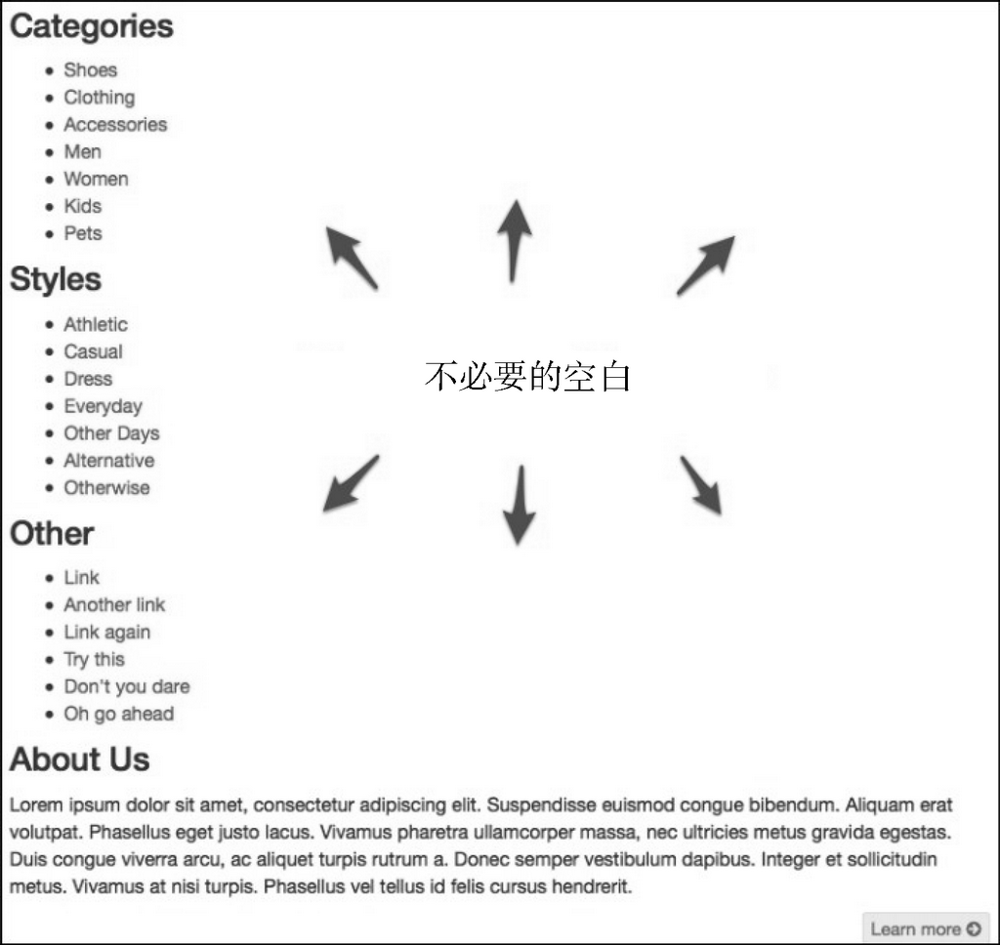 Categories
Shoes
Clothing
Accessories
Men
Women
Kids
Pets
Styles
Athletic
Casual
Dress
Everyday
Other Days
Alternative
Otherwise
不必要的空白
Other
Link
Another link
Link again
Try this
Don't you dare
Oh go ahead
About Us
Lorem ipsum dolor sit amet, consectetur adipiscing elit. Suspendisse euismod congue bibendum. Aliquam erat
volutpat. Phasellus eget justo lacus. Vivamus pharetra ullamcorper massa, nec ultricies metus gravida egestas.
Duis congue viverra arcu, ac aliquet turpis rutrum a. Donec semper vestibulum dapibus. Integer et sollicitudin
metus. Vivamus at nisi turpis. Phasellus vel tellus id felis cursus hendrerit.
Learn more